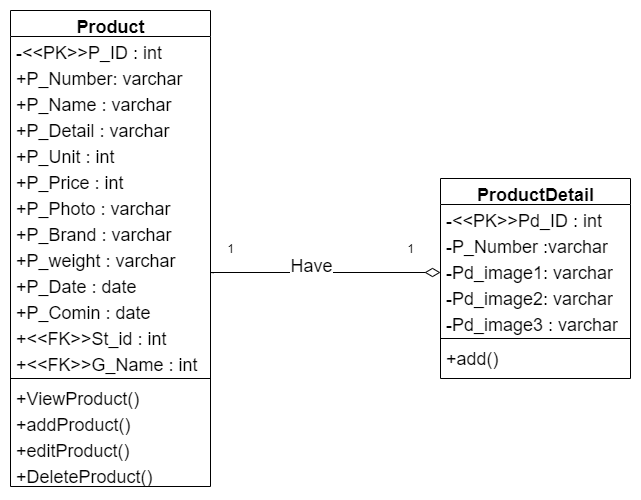 Product
-<<PK>>P_ID : int
+P_Number: varchar
+P_Name : varchar
+P_Detail : varchar
+P_Unit : int
+P_Price : int
+P_Photo : varchar
+P_Brand : varchar
+P_weight : varchar
+P_Date : date
+P_Comin : date
+<<FK>>St_id : int
+<<FK>>G_Name : int
+ViewProduct()
+addProduct()
+editProduct()
+DeleteProduct()
1
Have
1
ProductDetail
-<<PK>>Pd_ID : int
-P_Number :varchar
-Pd_image1: varchar
-Pd_image2: varchar
-Pd_image3 : varchar
+add()